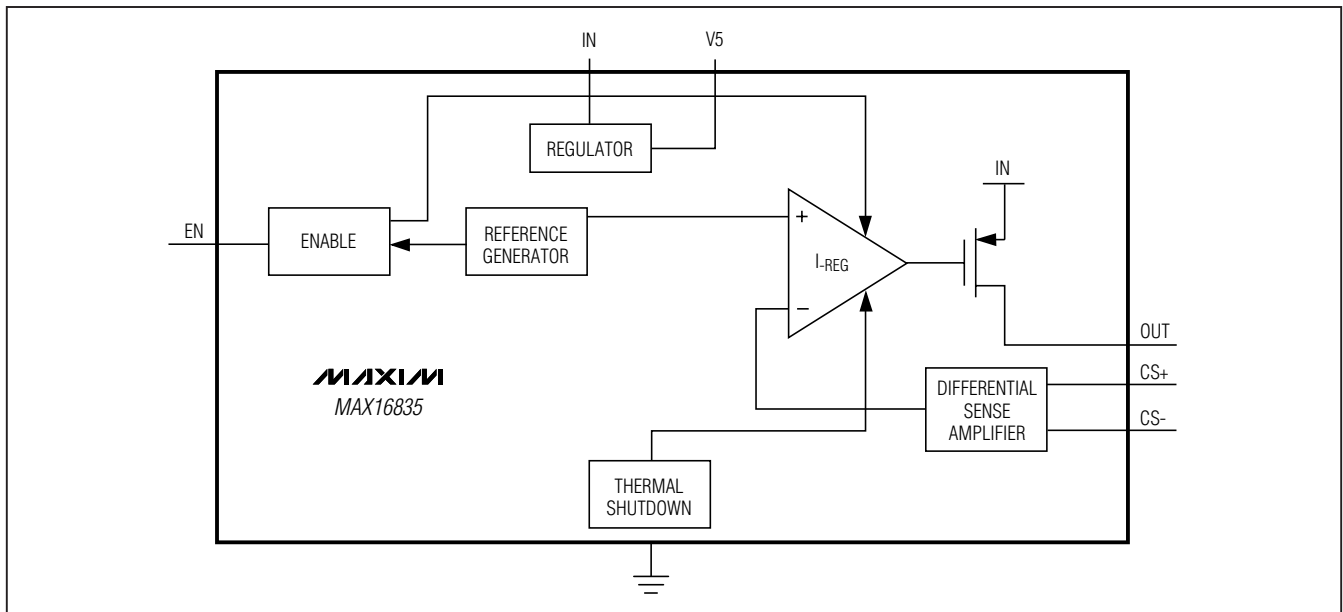 IN
V5
REGULATOR
IN
EN
ENABLE
REFERENCE
GENERATOR
+
I-REG
−
OUT
CS+
DIFFERENTIAL
SENSE
AMPLIFIER
CS-
MAXIM
MAX16835
THERMAL
SHUTDOWN